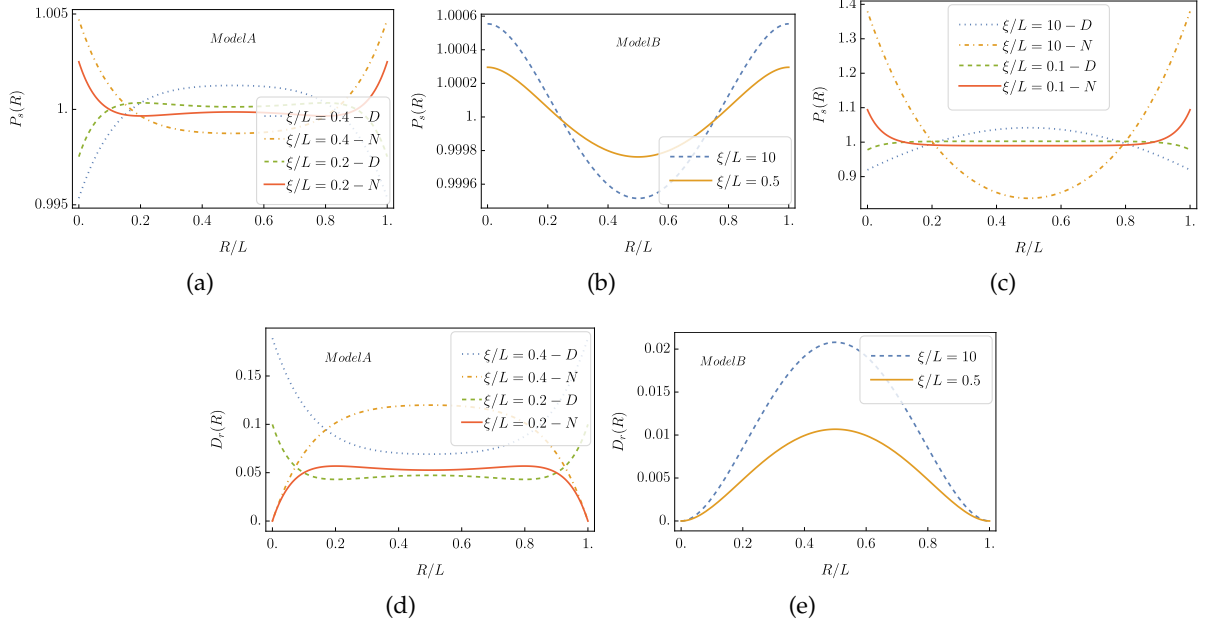 1.005
1.
0.995
P_s(R)
ModelA
ξ/L = 0.4 − D
ξ/L = 0.4 − N
ξ/L = 0.2 − D
ξ/L = 0.2 − N
0. 0.2 0.4 0.6 0.8 1.
R/L
(a)
1.0006
1.0004
1.0002
1.
0.9998
0.9996
P_s(R)
ModelB
ξ/L = 10
ξ/L = 0.5
0. 0.2 0.4 0.6 0.8 1.
R/L
(b)
1.4
1.3
1.2
1.1
1.0
0.9
P_s(R)
ξ/L = 10 − D
ξ/L = 10 − N
ξ/L = 0.1 − D
ξ/L = 0.1 − N
0. 0.2 0.4 0.6 0.8 1.
R/L
(c)
0.15
0.1
0.05
0.
D_r(R)
ModelA
ξ/L = 0.4 − D
ξ/L = 0.4 − N
ξ/L = 0.2 − D
ξ/L = 0.2 − N
0. 0.2 0.4 0.6 0.8 1.
R/L
(d)
0.02
0.015
0.01
0.005
0.
D_r(R)
ModelB
ξ/L = 10
ξ/L = 0.5
0. 0.2 0.4 0.6 0.8 1.
R/L
(e)